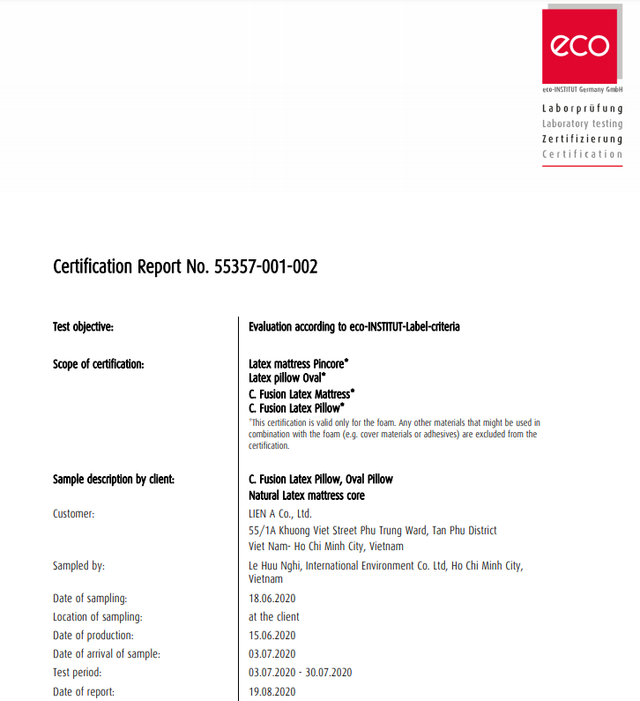 eco
eco-INSTITUT Germany GmbH
Laborprüfung
Laboratory testing
Zertifizierung
Certification
Certification Report No. 55357-001-002
Test objective: Evaluation according to eco-INSTITUT-Label-criteria
Scope of certification: Latex mattress Pincore*
Latex pillow Oval*
C. Fusion Latex Mattress*
C. Fusion Latex Pillow*
*This certification is valid only for the foam. Any other materials that might be used in
combination with the foam (e.g. cover materials or adhesives) are excluded from the
certification.
Sample description by client: C. Fusion Latex Pillow, Oval Pillow
Natural Latex mattress core
Customer: LIEN A Co., Ltd.
55/1A Khuong Viet Street Phu Trung Ward, Tan Phu District
Viet Nam- Ho Chi Minh City, Vietnam
Sampled by: Le Huu Nghi, International Environment Co. Ltd, Ho Chi Minh City,
Vietnam
Date of sampling: 18.06.2020
Location of sampling: at the client
Date of production: 15.06.2020
Date of arrival of sample: 03.07.2020
Test period: 03.07.2020 - 30.07.2020
Date of report: 19.08.2020